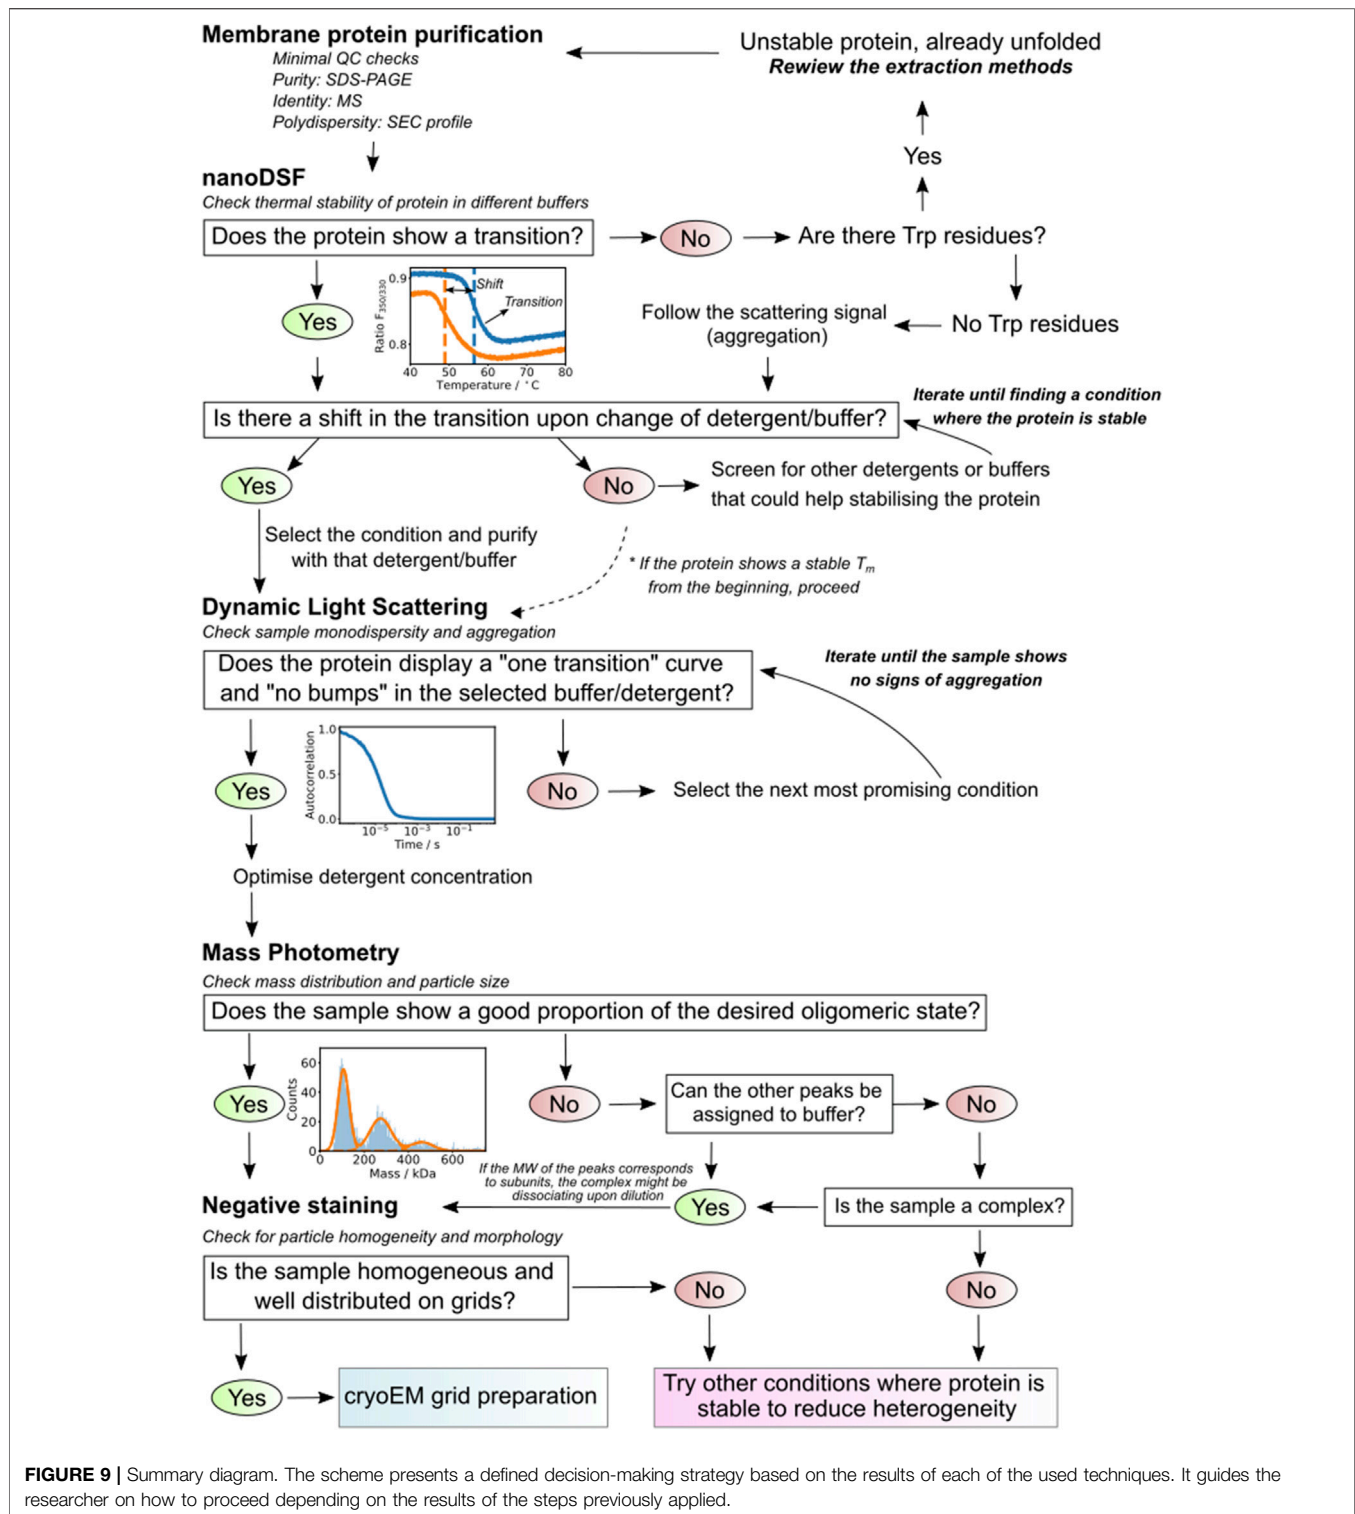 Membrane protein purification
Minimal QC checks
Purity: SDS-PAGE
Identity: MS
Polydispersity: SEC profile
Unstable protein, already unfolded
Rewiew the extraction methods
Yes
nanoDSF
Check thermal stability of protein in different buffers
Does the protein show a transition?
No
Are there Trp residues?
Yes
Ratio F350/330
0.9
0.8
Shift
Transition
40 50 60 70 80
Temperature / °C
Follow the scattering signal
(aggregation)
No Trp residues
Is there a shift in the transition upon change of detergent/buffer?
Iterate until finding a condition
where the protein is stable
Yes
No
Screen for other detergents or buffers
that could help stabilising the protein
Select the condition and purify
with that detergent/buffer
* If the protein shows a stable Tm
from the beginning, proceed
Dynamic Light Scattering
Check sample monodispersity and aggregation
Does the protein display a "one transition" curve
and "no bumps" in the selected buffer/detergent?
Iterate until the sample shows
no signs of aggregation
Yes
Autocorrelation
1.0
0.5
0.0
10⁻⁵ 10⁻³ 10⁻¹
Time / s
No
Select the next most promising condition
Optimise detergent concentration
Mass Photometry
Check mass distribution and particle size
Does the sample show a good proportion of the desired oligomeric state?
Yes
Counts
60
40
20
0
0 200 400 600
Mass / kDa
No
Can the other peaks be
assigned to buffer?
No
If the MW of the peaks corresponds
to subunits, the complex might be
dissociating upon dilution
Yes
Is the sample a complex?
Negative staining
Check for particle homogeneity and morphology
Is the sample homogeneous and
well distributed on grids?
No
No
Yes
cryoEM grid preparation
Try other conditions where protein is
stable to reduce heterogeneity
FIGURE 9 | Summary diagram. The scheme presents a defined decision-making strategy based on the results of each of the used techniques. It guides the
researcher on how to proceed depending on the results of the steps previously applied.